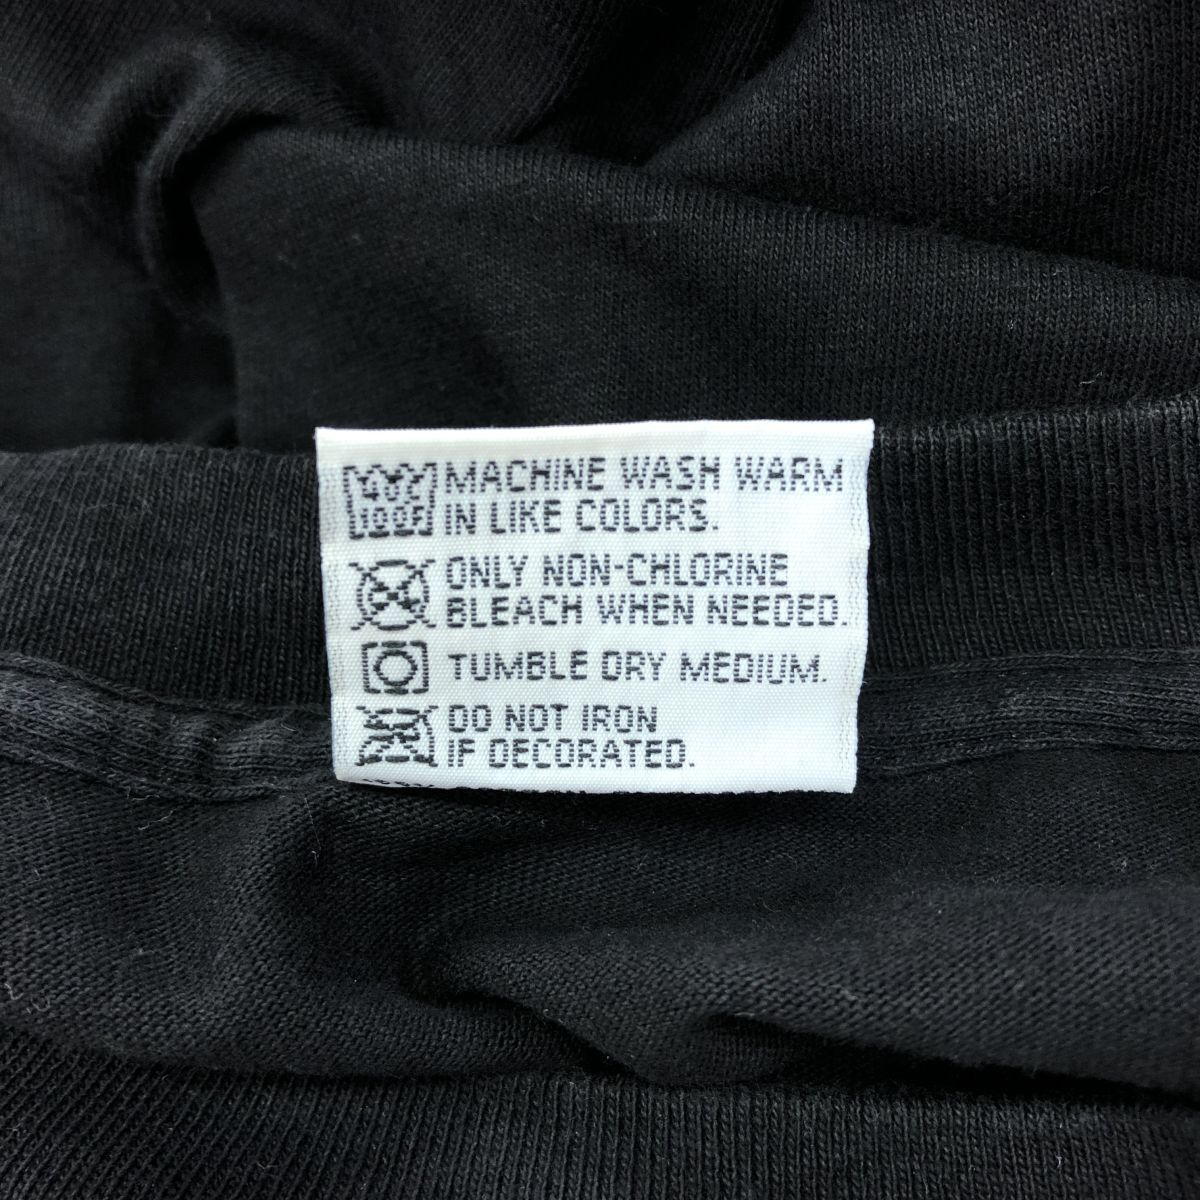 40C MACHINE WASH WARM
100F IN LIKE COLORS.
ONLY NON-CHLORINE
BLEACH WHEN NEEDED.
TUMBLE DRY MEDIUM.
DO NOT IRON
IF DECORATED.